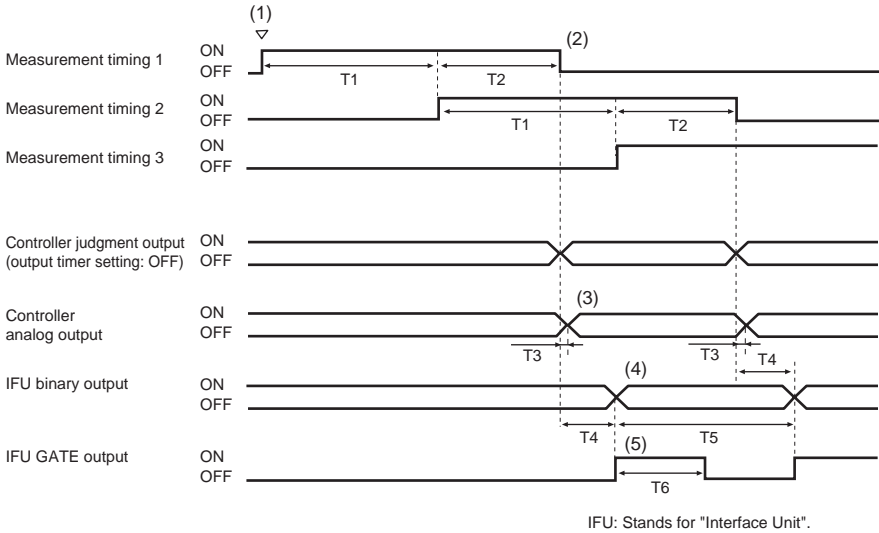 (1)
Measurement timing 1
ON
OFF
(2)
T1
T2
Measurement timing 2
ON
OFF
T1
T2
Measurement timing 3
ON
OFF
Controller judgment output
(output timer setting: OFF)
ON
OFF
Controller
analog output
ON
OFF
(3)
T3
T3
T4
IFU binary output
ON
OFF
(4)
T4
T5
IFU GATE output
ON
OFF
(5)
T6
IFU: Stands for "Interface Unit".